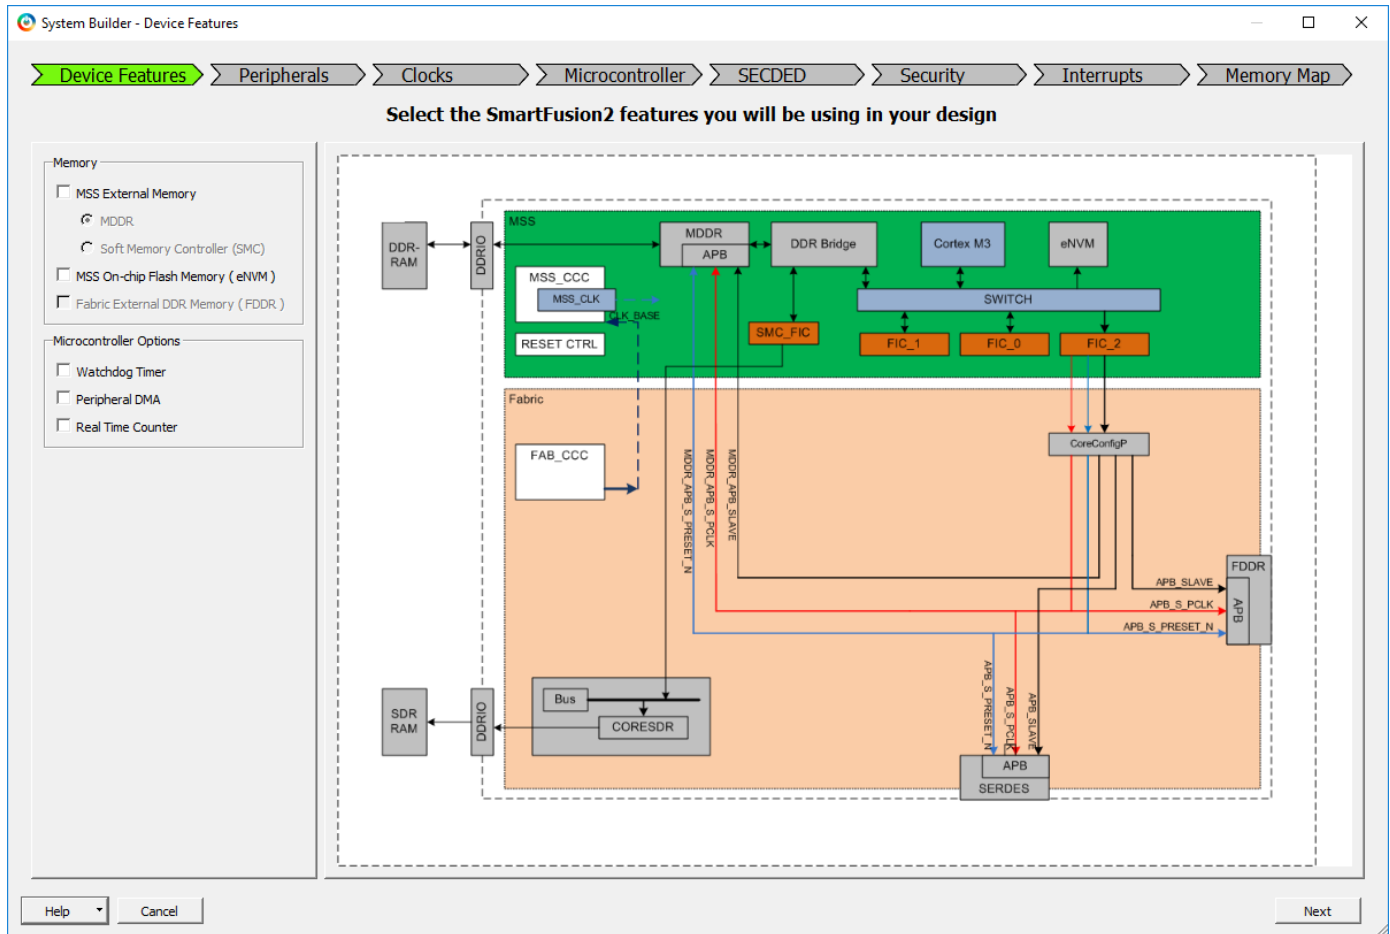 System Builder - Device Features
Device Features
Peripherals
Clocks
Microcontroller
SECDED
Security
Interrupts
Memory Map
Select the SmartFusion2 features you will be using in your design
Memory
MSS External Memory
MDDR
Soft Memory Controller (SMC)
MSS On-chip Flash Memory ( eNVM )
Fabric External DDR Memory ( FDDR )
Microcontroller Options
Watchdog Timer
Peripheral DMA
Real Time Counter
MSS
DDR-
RAM
DDRIO
MDDR
APB
DDR Bridge
Cortex M3
eNVM
MSS_CCC
MSS_CLK
CLK_BASE
SWITCH
RESET CTRL
SMC_FIC
FIC_1
FIC_0
FIC_2
Fabric
FAB_CCC
CoreConfigP
MDDR_APB_S_PRESET_N
MDDR_APB_S_PCLK
MDDR_APB_SLAVE
FDDR
APB
APB_SLAVE
APB_S_PCLK
APB_S_PRESET_N
SDR
RAM
DDRIO
Bus
CORESDR
APB_S_PRESET_N
APB_S_PCLK
APB_SLAVE
APB
SERDES
Help
Cancel
Next